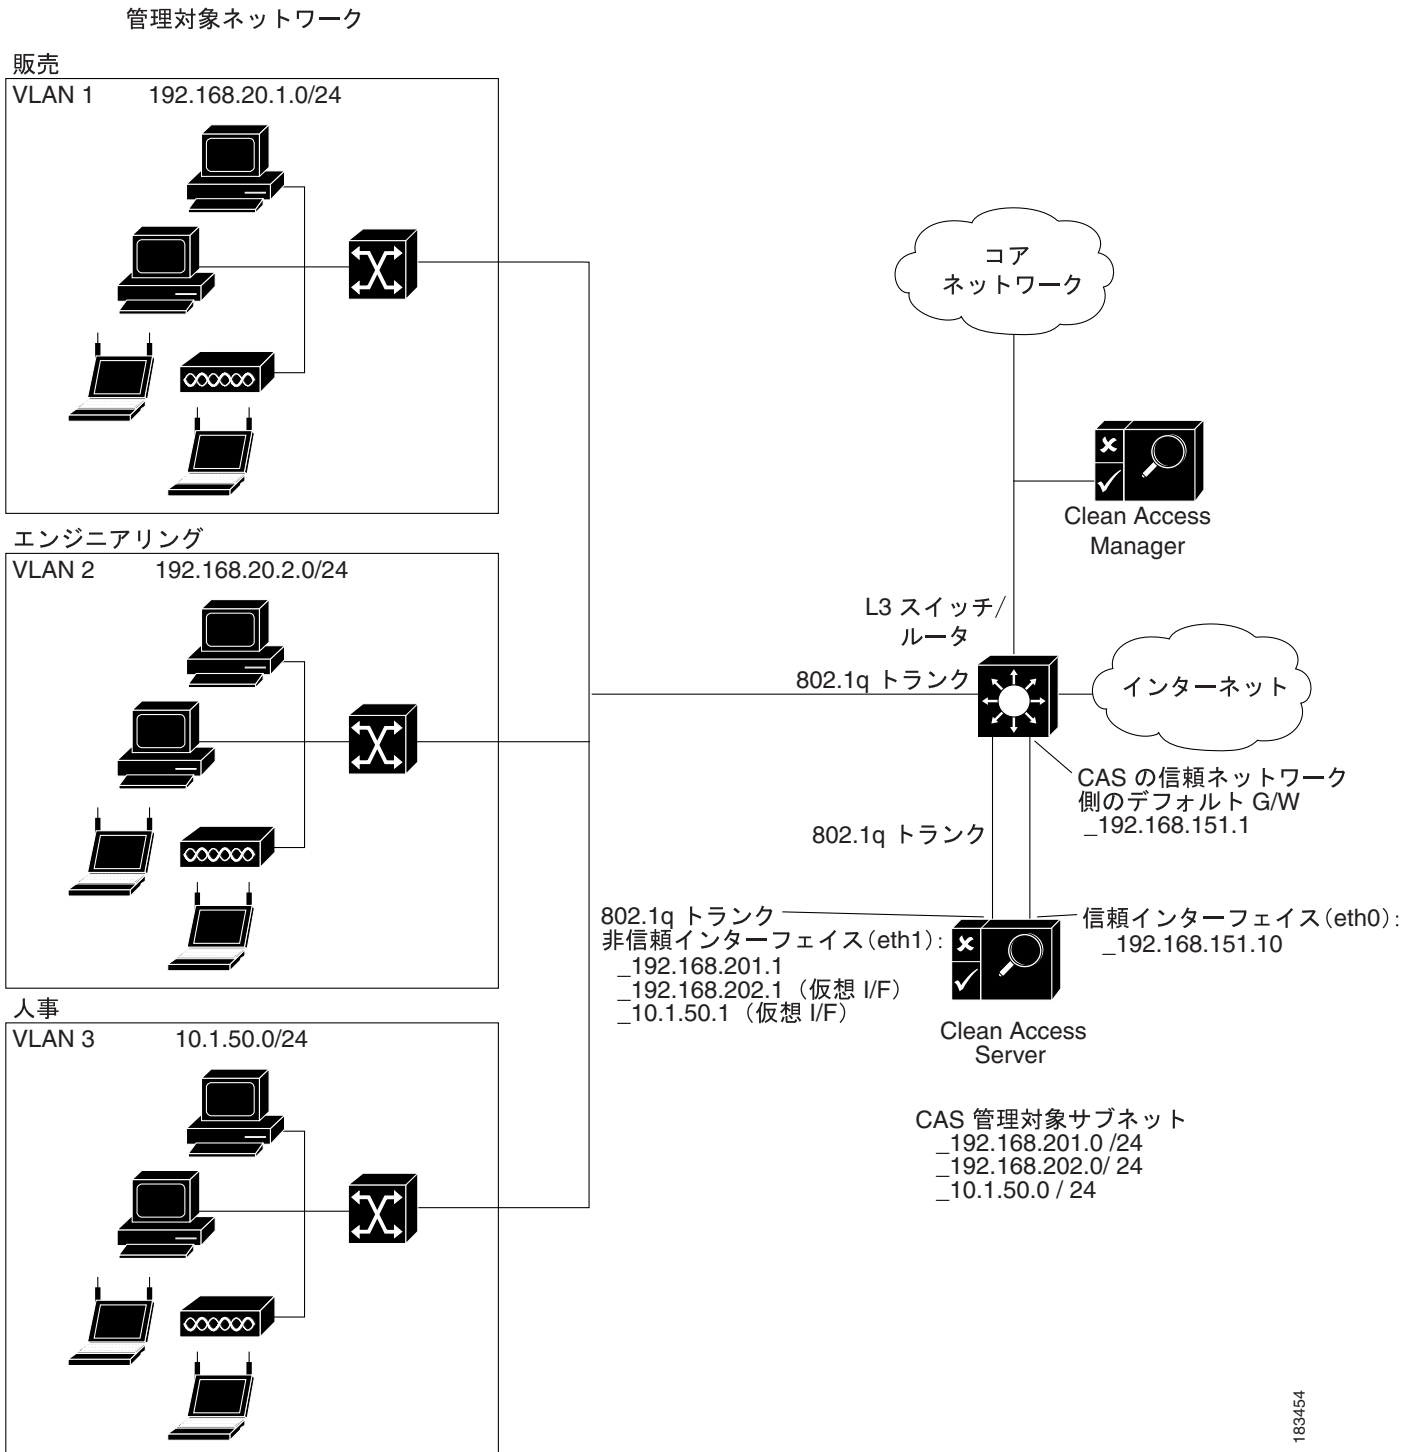 管理対象ネットワーク
販売
VLAN 1 192.168.20.1.0/24
エンジニアリング
VLAN 2 192.168.20.2.0/24
人事
VLAN 3 10.1.50.0/24
コア
ネットワーク
Clean Access
Manager
L3 スイッチ/
ルータ
802.1q トランク
インターネット
CAS の信頼ネットワーク
側のデフォルト G/W
_192.168.151.1
802.1q トランク
802.1q トランク
非信頼インターフェイス(eth1):
_192.168.201.1
_192.168.202.1(仮想 I/F)
_10.1.50.1(仮想 I/F)
信頼インターフェイス(eth0):
_192.168.151.10
Clean Access
Server
CAS 管理対象サブネット
_192.168.201.0 /24
_192.168.202.0/ 24
_10.1.50.0 / 24
183454